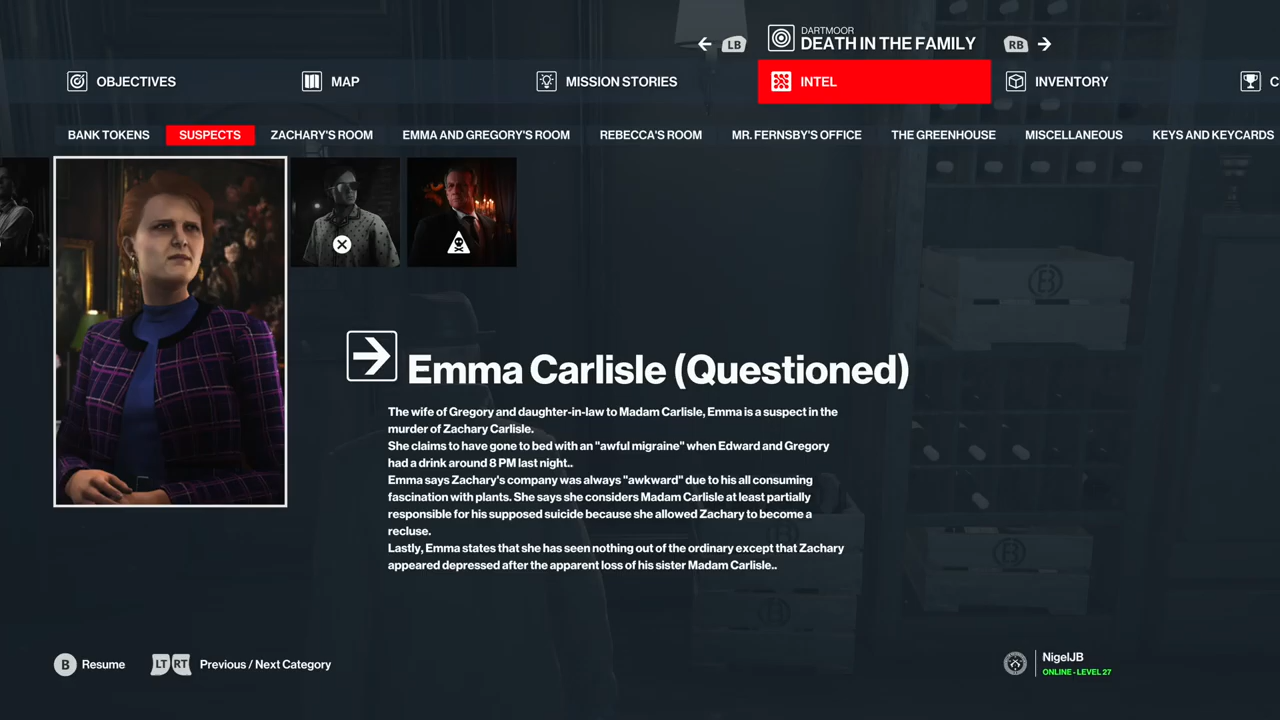 DARTMOOR
LB DEATH IN THE FAMILY RB
OBJECTIVES MAP MISSION STORIES INTEL INVENTORY C
BANK TOKENS SUSPECTS ZACHARY'S ROOM EMMA AND GREGORY'S ROOM REBECCA'S ROOM MR. FERNSBY'S OFFICE THE GREENHOUSE MISCELLANEOUS KEYS AND KEYCARDS
Emma Carlisle (Questioned)
The wife of Gregory and daughter-in-law to Madam Carlisle, Emma is a suspect in the
murder of Zachary Carlisle.
She claims to have gone to bed with an "awful migraine" when Edward and Gregory
had a drink around 8 PM last night..
Emma says Zachary's company was always "awkward" due to his all consuming
fascination with plants. She says she considers Madam Carlisle at least partially
responsible for his supposed suicide because she allowed Zachary to become a
recluse.
Lastly, Emma states that she has seen nothing out of the ordinary except that Zachary
appeared depressed after the apparent loss of his sister Madam Carlisle..
B Resume LT RT Previous / Next Category
NigelJB
ONLINE - LEVEL 27